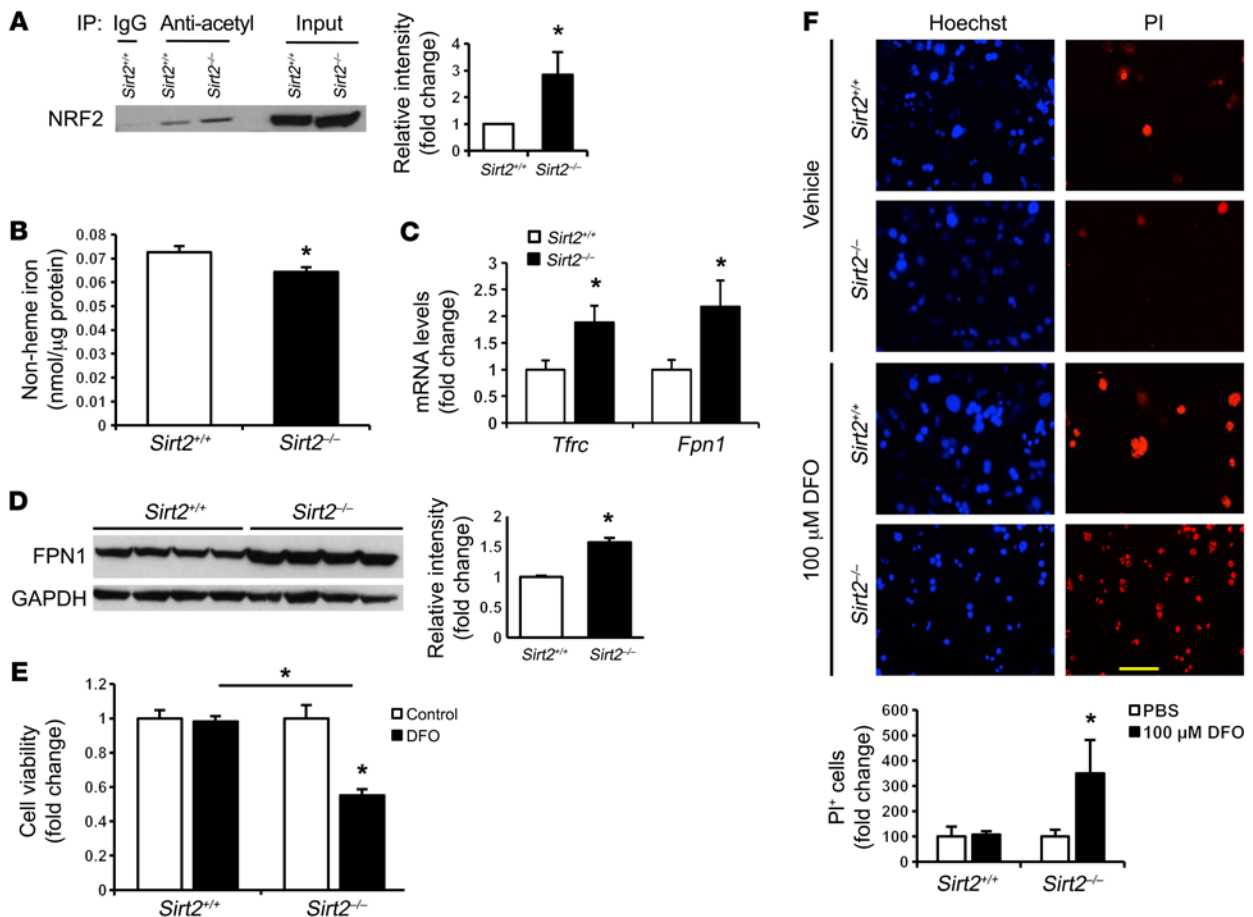 A
IP: IgG Anti-acetyl Input
Sirt2+/+ Sirt2+/+ Sirt2–/– Sirt2+/+ Sirt2–/–
NRF2
Relative intensity
(fold change)
5
4
3
2
1
0
*
Sirt2+/+ Sirt2–/–
B
Non-heme iron
(nmol/μg protein)
0.08
0.07
0.06
0.05
0.04
0.03
0.02
0.01
0
*
Sirt2+/+ Sirt2–/–
C
Sirt2+/+
Sirt2–/–
mRNA levels
(fold change)
3
2.5
2
1.5
1
0.5
0
* *
Tfrc Fpn1
D
Sirt2+/+ Sirt2–/–
FPN1
GAPDH
Relative intensity
(fold change)
2
1.5
1
0.5
0
*
Sirt2+/+ Sirt2–/–
E
Cell viability
(fold change)
1.2
1
0.8
0.6
0.4
0.2
0
*
*
Control
DFO
Sirt2+/+ Sirt2–/–
F
Hoechst PI
Vehicle
Sirt2+/+
Sirt2–/–
100 μM DFO
Sirt2+/+
Sirt2–/–
PI+ cells
(fold change)
600
500
400
300
200
100
0
*
PBS
100 μM DFO
Sirt2+/+ Sirt2–/–